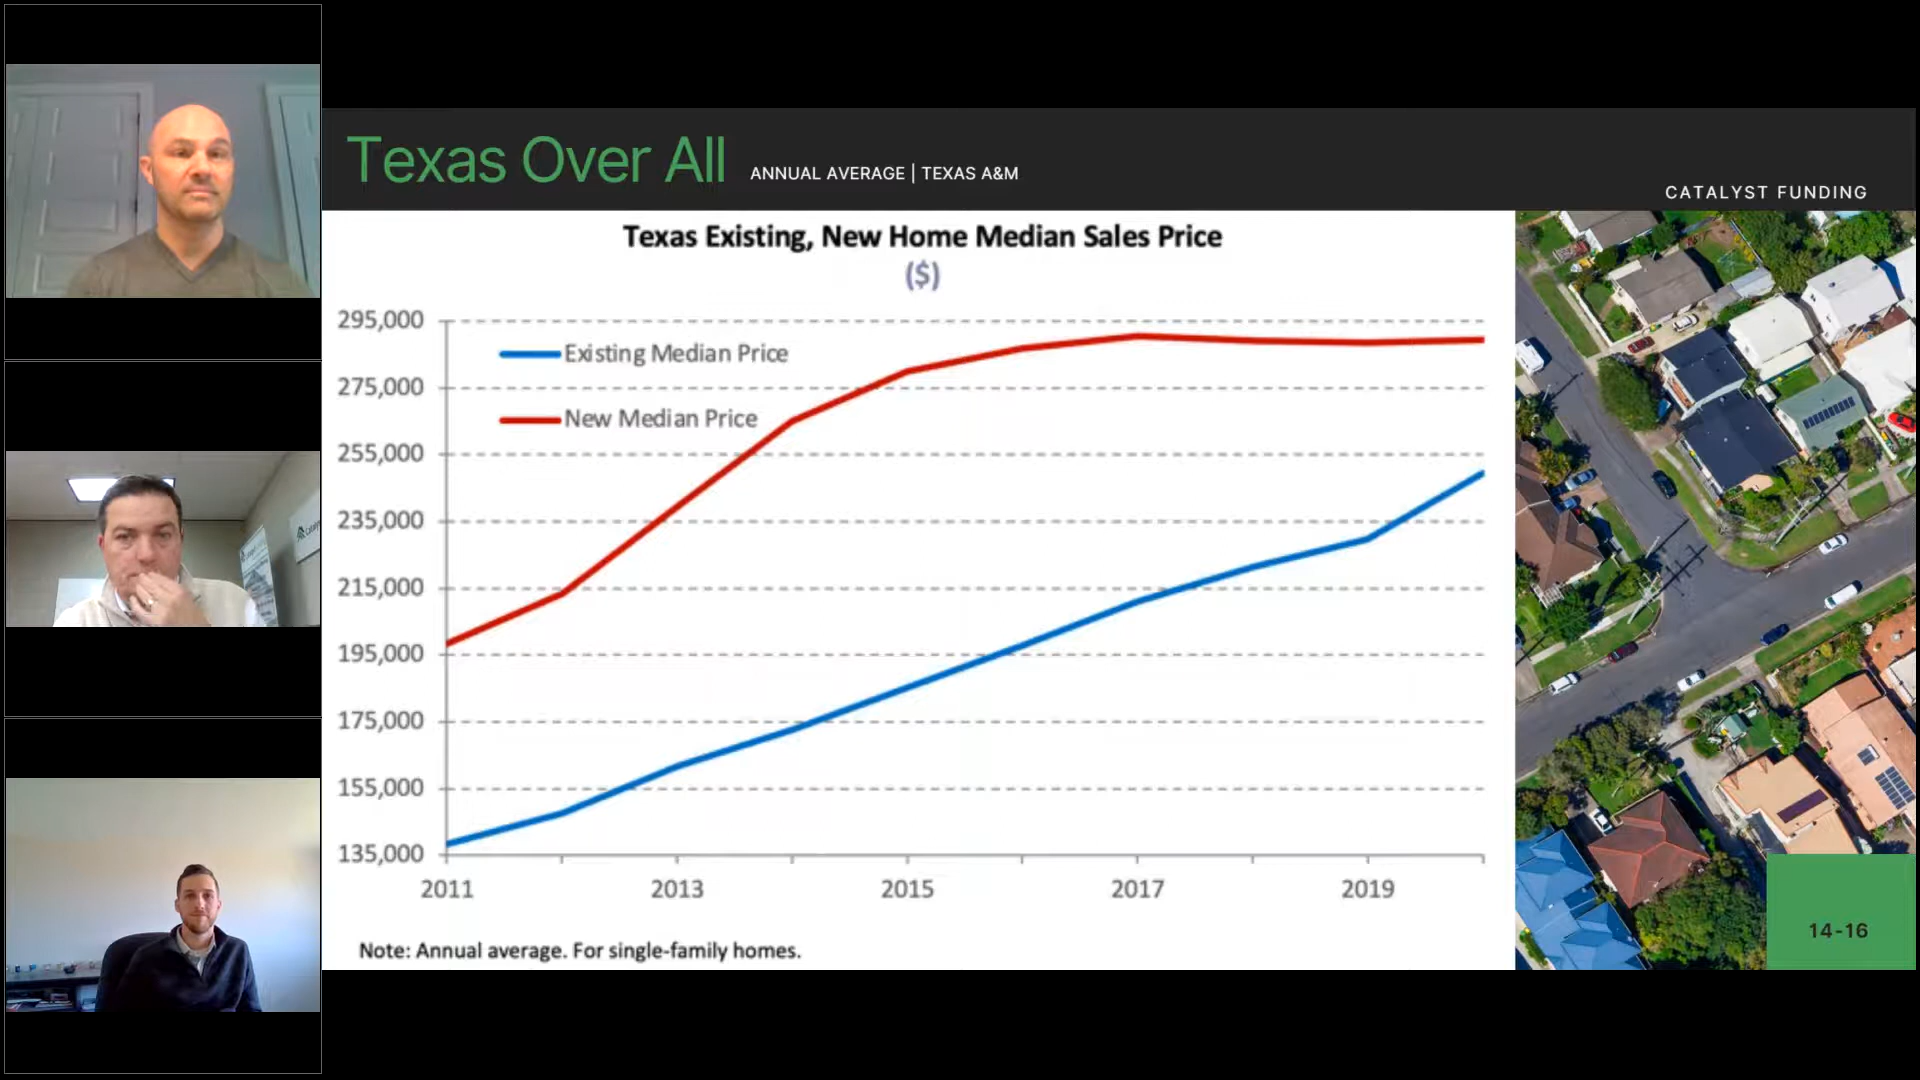 Texas Over All
ANNUAL AVERAGE | TEXAS A&M
CATALYST FUNDING
Texas Existing, New Home Median Sales Price
($)
295,000
275,000
255,000
235,000
215,000
195,000
175,000
155,000
135,000
Existing Median Price
New Median Price
2011
2013
2015
2017
2019
Note: Annual average. For single-family homes.
14-16